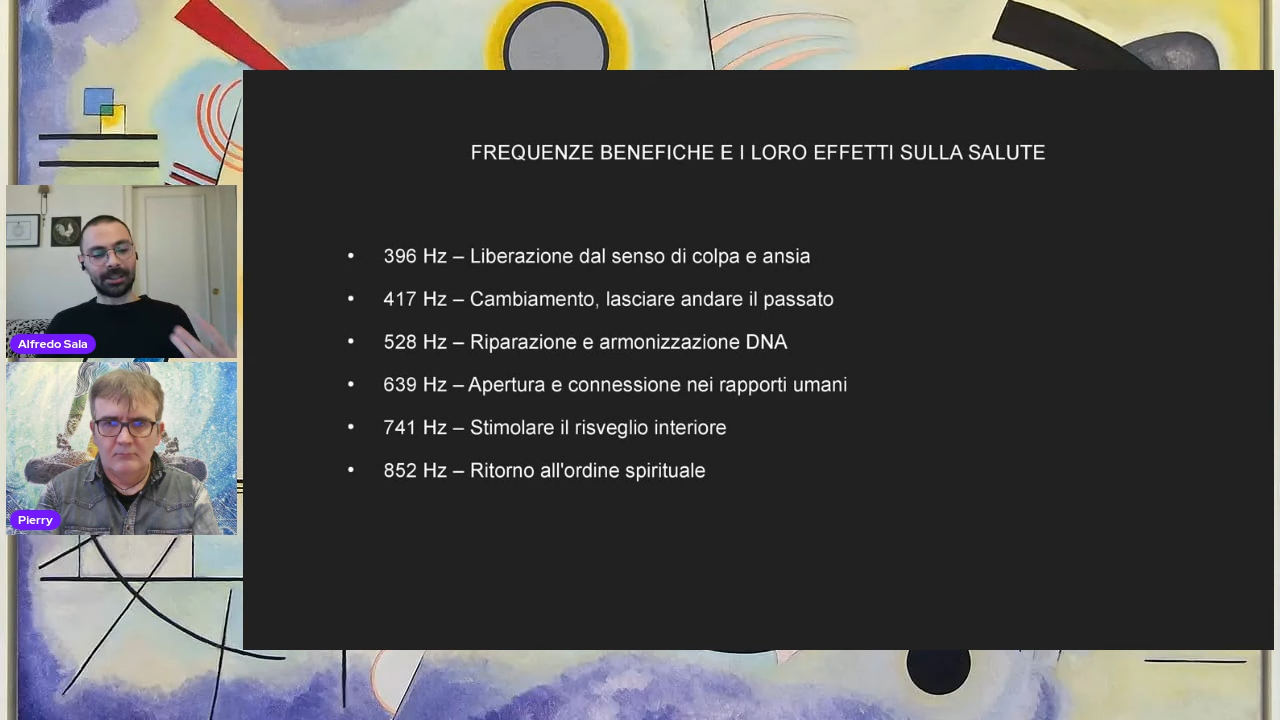 FREQUENZE BENEFICHE E I LORO EFFETTI SULLA SALUTE
• 396 Hz – Liberazione dal senso di colpa e ansia
• 417 Hz – Cambiamento, lasciare andare il passato
• 528 Hz – Riparazione e armonizzazione DNA
• 639 Hz – Apertura e connessione nei rapporti umani
• 741 Hz – Stimolare il risveglio interiore
• 852 Hz – Ritorno all'ordine spirituale
Alfredo Sala
Pierry